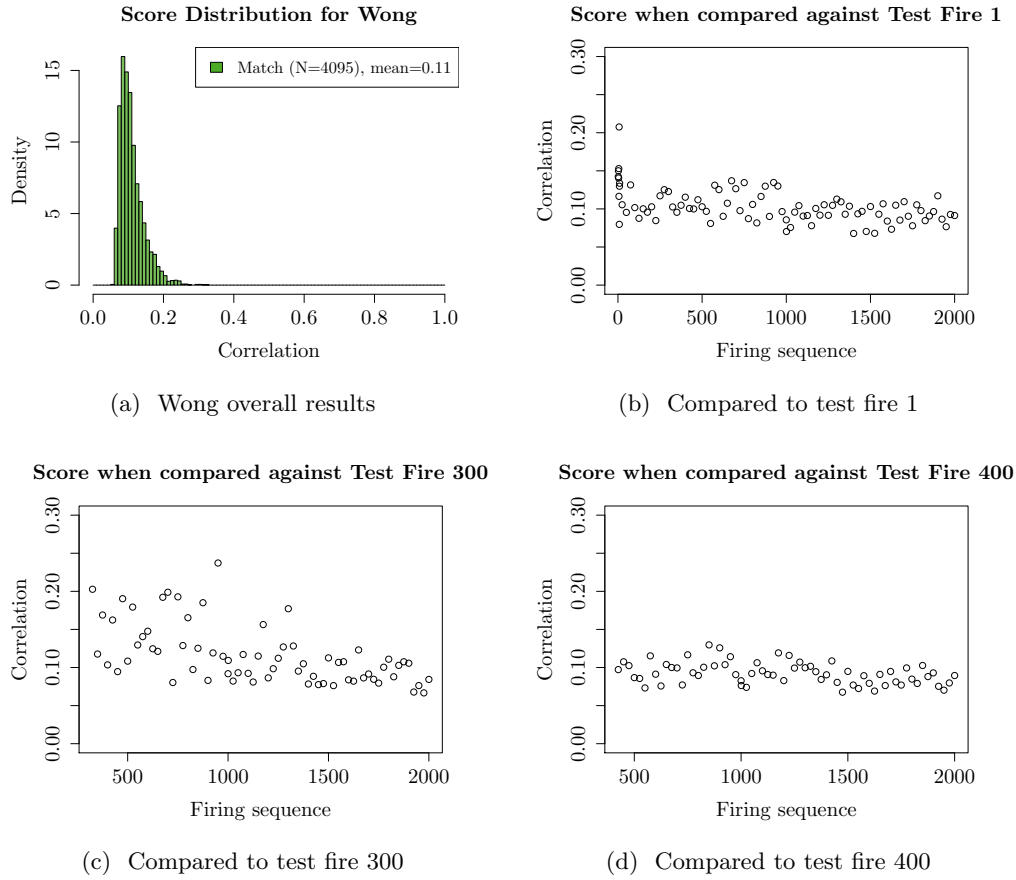 Score Distribution for Wong
Match (N=4095), mean=0.11
Density
0
5
10
15
0.0 0.2 0.4 0.6 0.8 1.0
Correlation
(a) Wong overall results
Score when compared against Test Fire 1
Correlation
0.00
0.10
0.20
0.30
0 500 1000 1500 2000
Firing sequence
(b) Compared to test fire 1
Score when compared against Test Fire 300
Correlation
0.00
0.10
0.20
0.30
500 1000 1500 2000
Firing sequence
(c) Compared to test fire 300
Score when compared against Test Fire 400
Correlation
0.00
0.10
0.20
0.30
500 1000 1500 2000
Firing sequence
(d) Compared to test fire 400